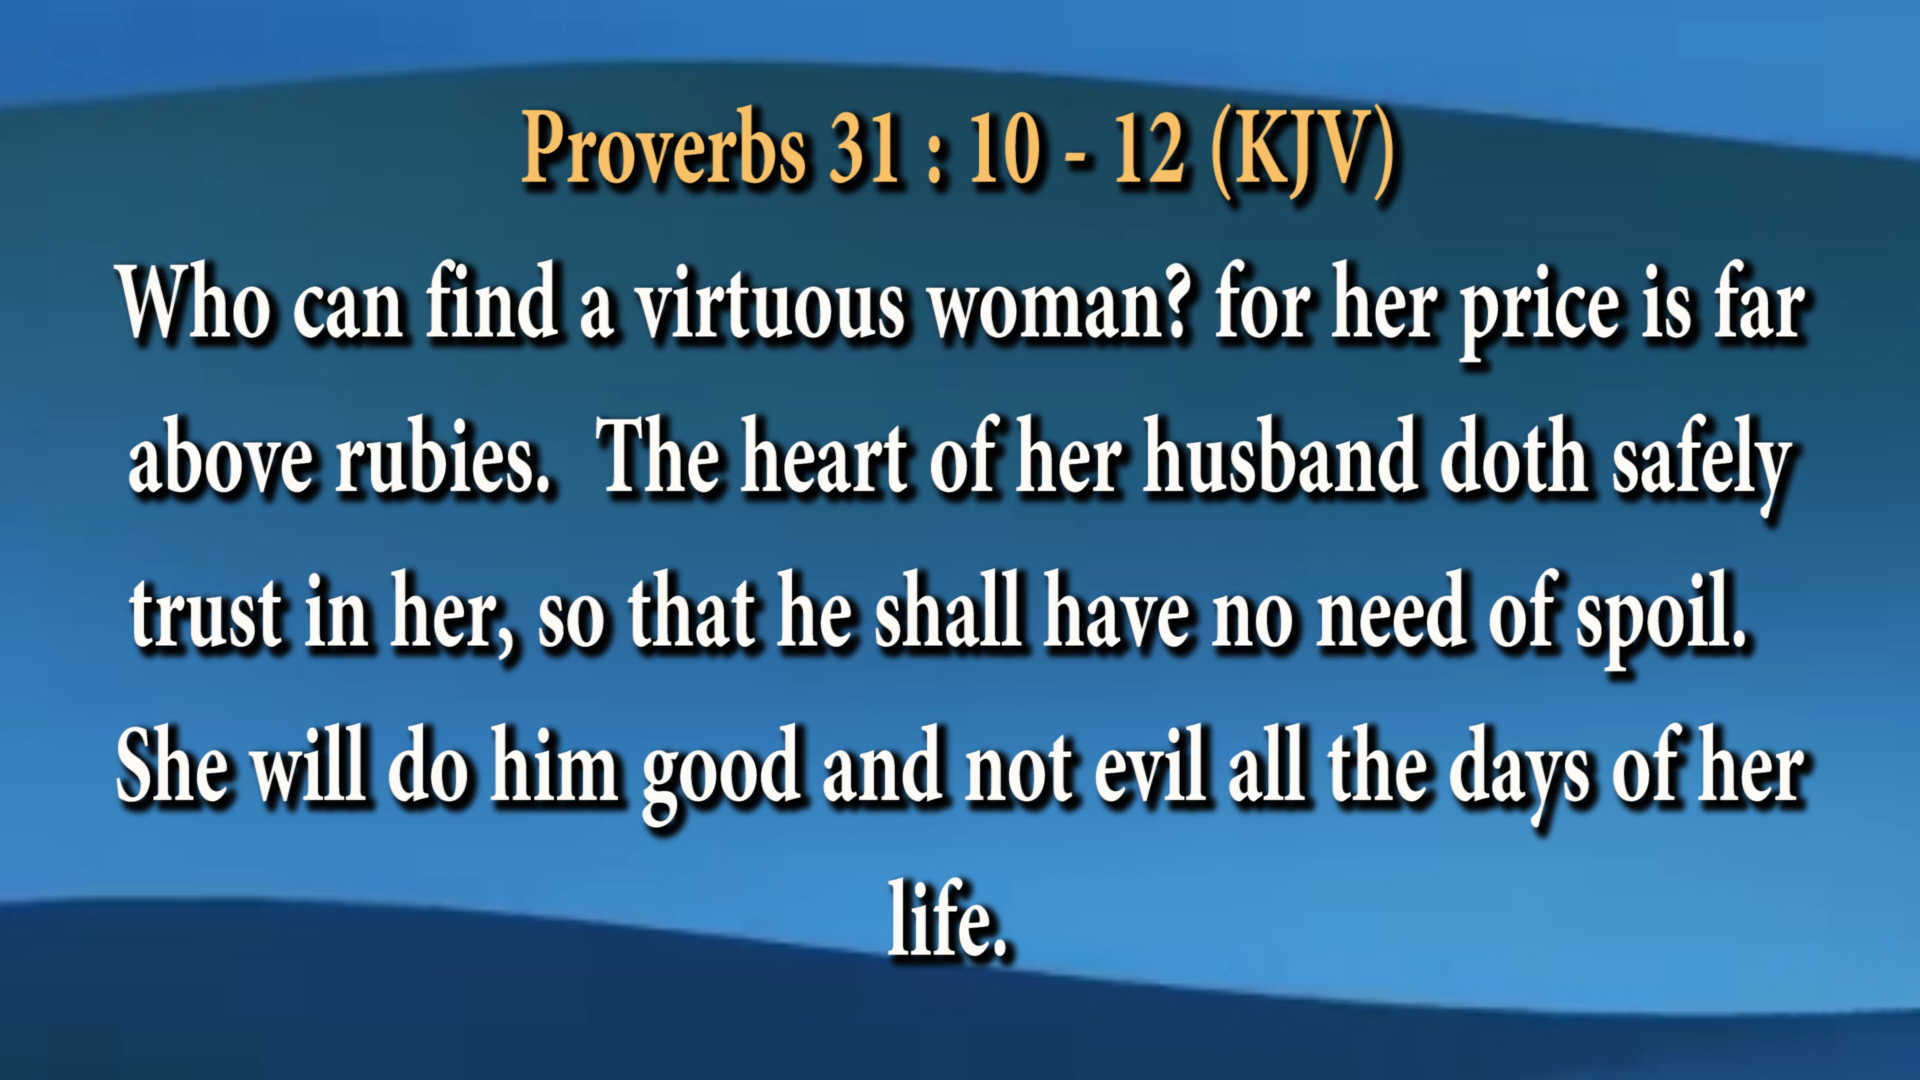 Proverbs 31 : 10 - 12 (KJV)
Who can find a virtuous woman? for her price is far
above rubies.  The heart of her husband doth safely
trust in her, so that he shall have no need of spoil.
She will do him good and not evil all the days of her
life.